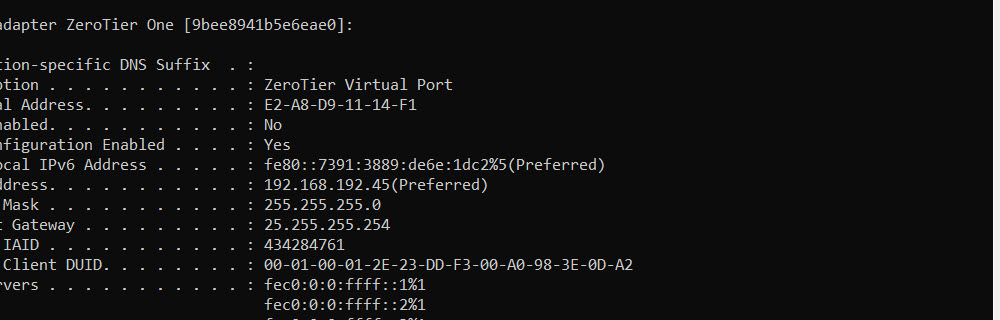 adapter ZeroTier One [9bee8941b5e6eae0]:
tion-specific DNS Suffix . :
ption . . . . . . . . . . . : ZeroTier Virtual Port
al Address. . . . . . . . . : E2-A8-D9-11-14-F1
nabled. . . . . . . . . . . : No
nfiguration Enabled . . . . : Yes
ocal IPv6 Address . . . . . : fe80::7391:3889:de6e:1dc2%5(Preferred)
ddress. . . . . . . . . . . : 192.168.192.45(Preferred)
Mask . . . . . . . . . . . : 255.255.255.0
t Gateway . . . . . . . . . : 25.255.255.254
IAID . . . . . . . . . . . : 434284761
Client DUID. . . . . . . . : 00-01-00-01-2E-23-DD-F3-00-A0-98-3E-0D-A2
rvers . . . . . . . . . . . : fec0:0:0:ffff::1%1
fec0:0:0:ffff::2%1